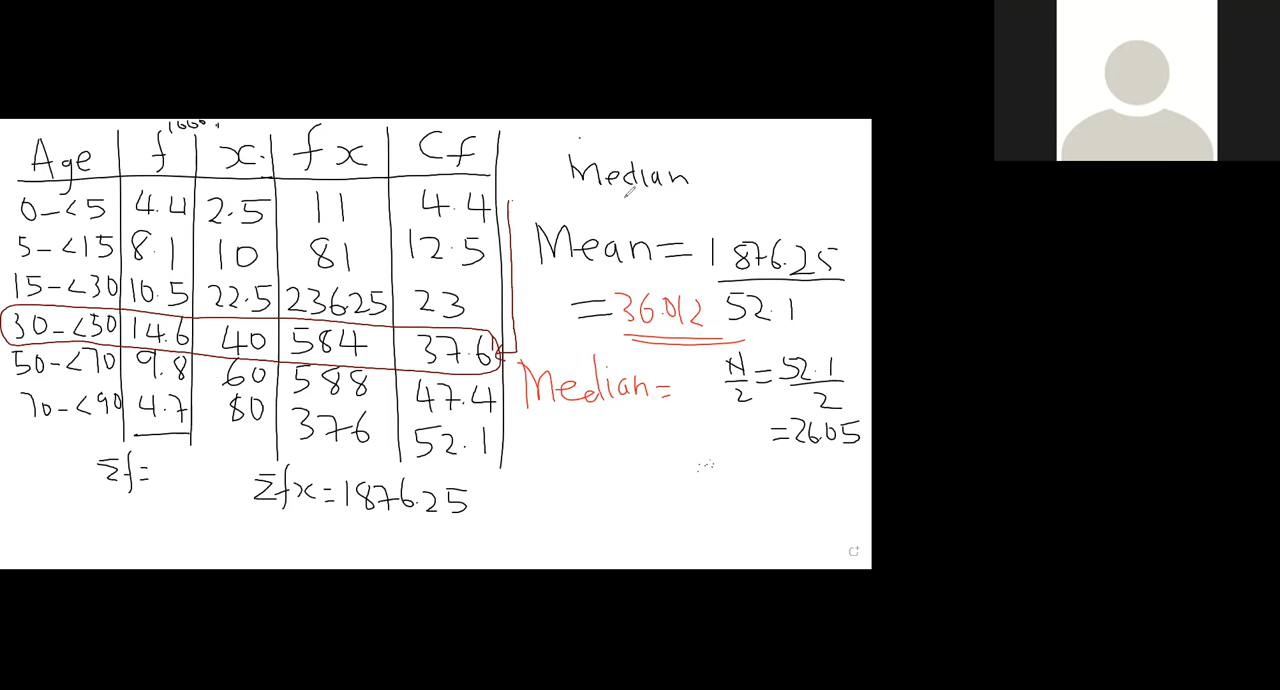 Age f x. fx Cf
0-<5 4.4 2.5 11 4.4
5-<15 8.1 10 81 12.5
15-<30 10.5 22.5 236.25 23
30-<50 14.6 40 584 37.6
50-<70 9.8 60 588 47.4
70-<90 4.7 80 376 52.1
Σf=
Σfx=1876.25
Median
Mean=1876.25
52.1
=36.012
Median=
N/2=52.1/2
=26.05